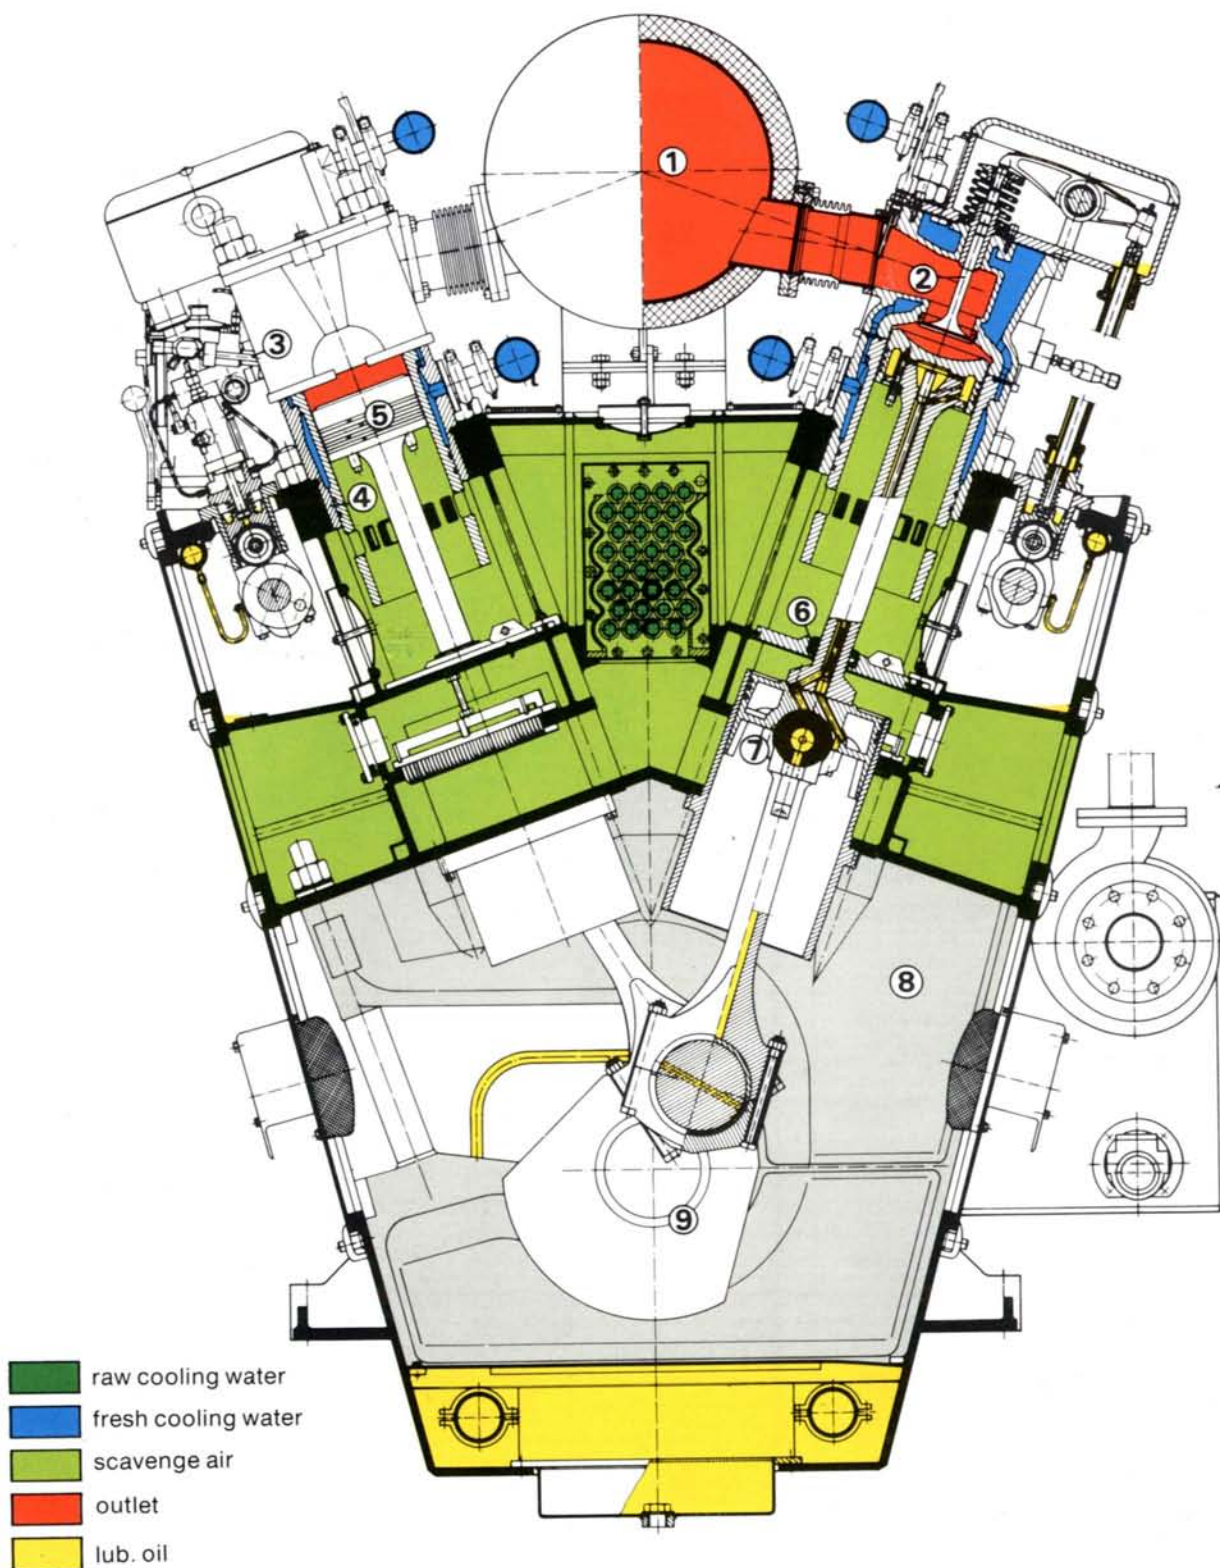 1
2
3
5
4
6
7
8
9
raw cooling water
fresh cooling water
scavenge air
outlet
lub. oil